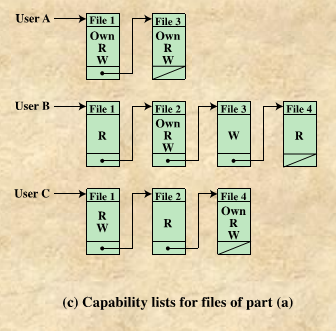 User A File 1 File 3
Own Own
R R
W W
User B File 1 File 2 File 3 File 4
R Own R W W R
User C File 1 File 2 File 4
R W R Own R W
(c) Capability lists for files of part (a)